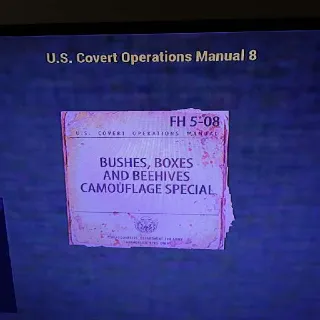 U.S. Covert Operations Manual 8
FH 5-08
U.S. COVERT OPERATIONS MANUAL
BUSHES, BOXES
AND BEEHIVES
CAMOUFLAGE SPECIAL